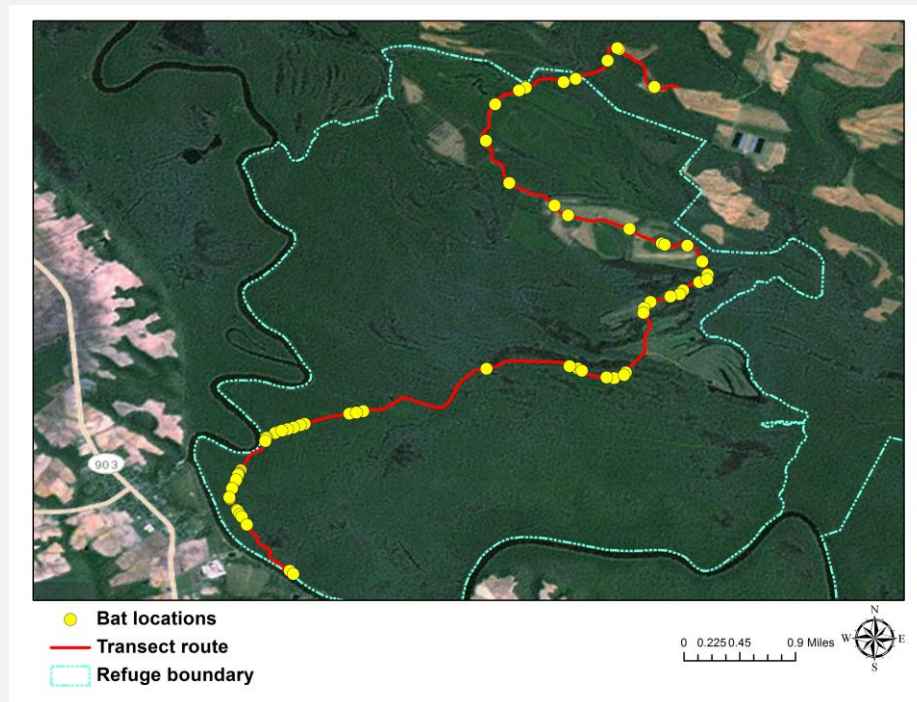 903
Bat locations
Transect route
Refuge boundary
0 0.225 0.45 0.9 Miles
N
W E
S